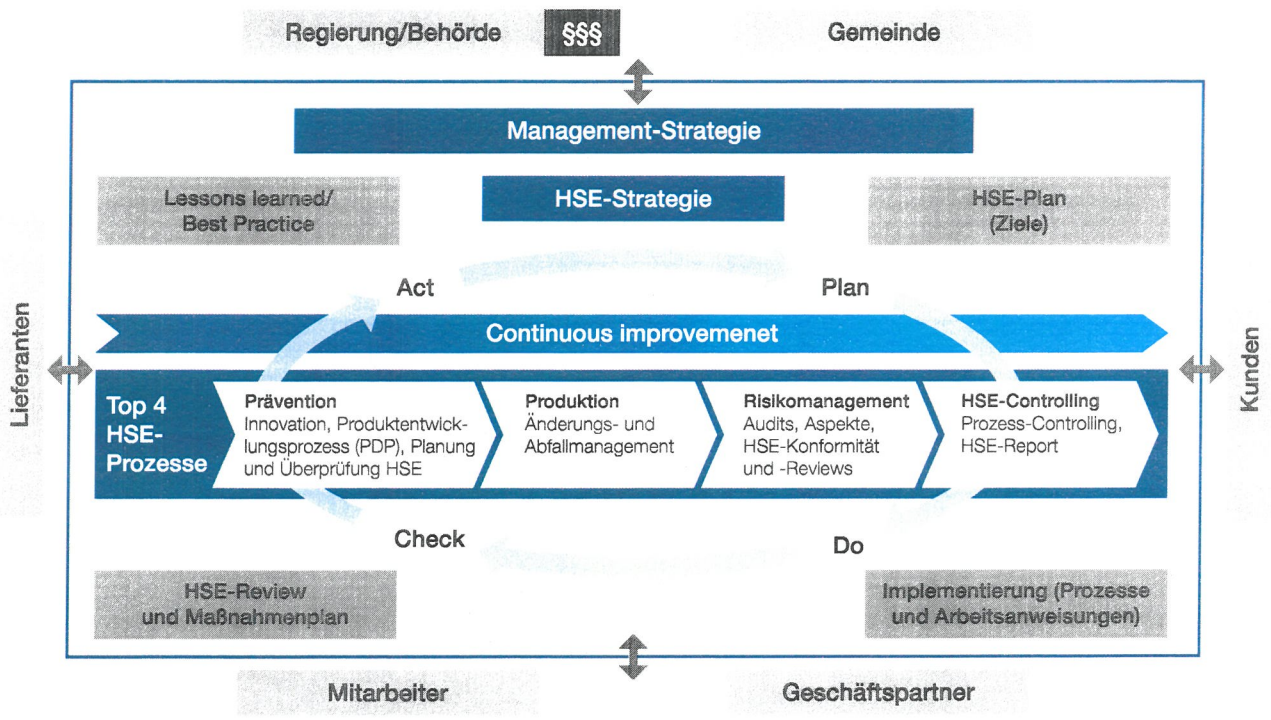 Regierung/Behörde
§§§
Gemeinde
Management-Strategie
Lessons learned/
Best Practice
HSE-Strategie
HSE-Plan
(Ziele)
Act
Plan
Continuous improvemenet
Lieferanten
Kunden
Top 4
HSE-
Prozesse
Prävention
Innovation, Produktentwick-
lungsprozess (PDP), Planung
und Überprüfung HSE
Produktion
Änderungs- und
Abfallmanagement
Risikomanagement
Audits, Aspekte,
HSE-Konformität
und -Reviews
HSE-Controlling
Prozess-Controlling,
HSE-Report
Check
Do
HSE-Review
und Maßnahmenplan
Implementierung (Prozesse
und Arbeitsanweisungen)
Mitarbeiter
Geschäftspartner